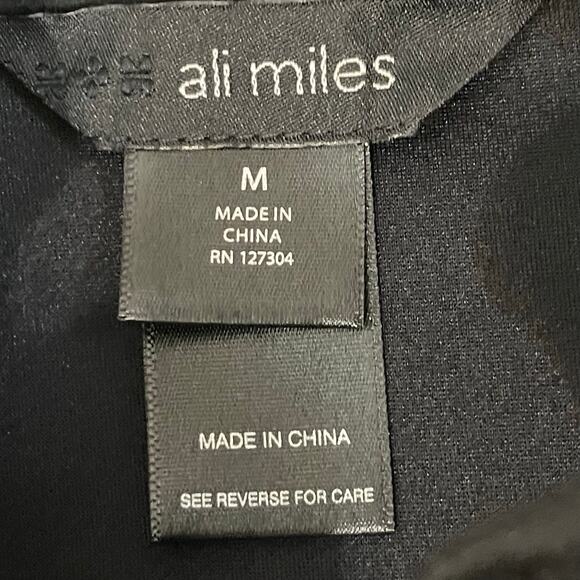 ali miles
M
MADE IN
CHINA
RN 127304
MADE IN CHINA
SEE REVERSE FOR CARE